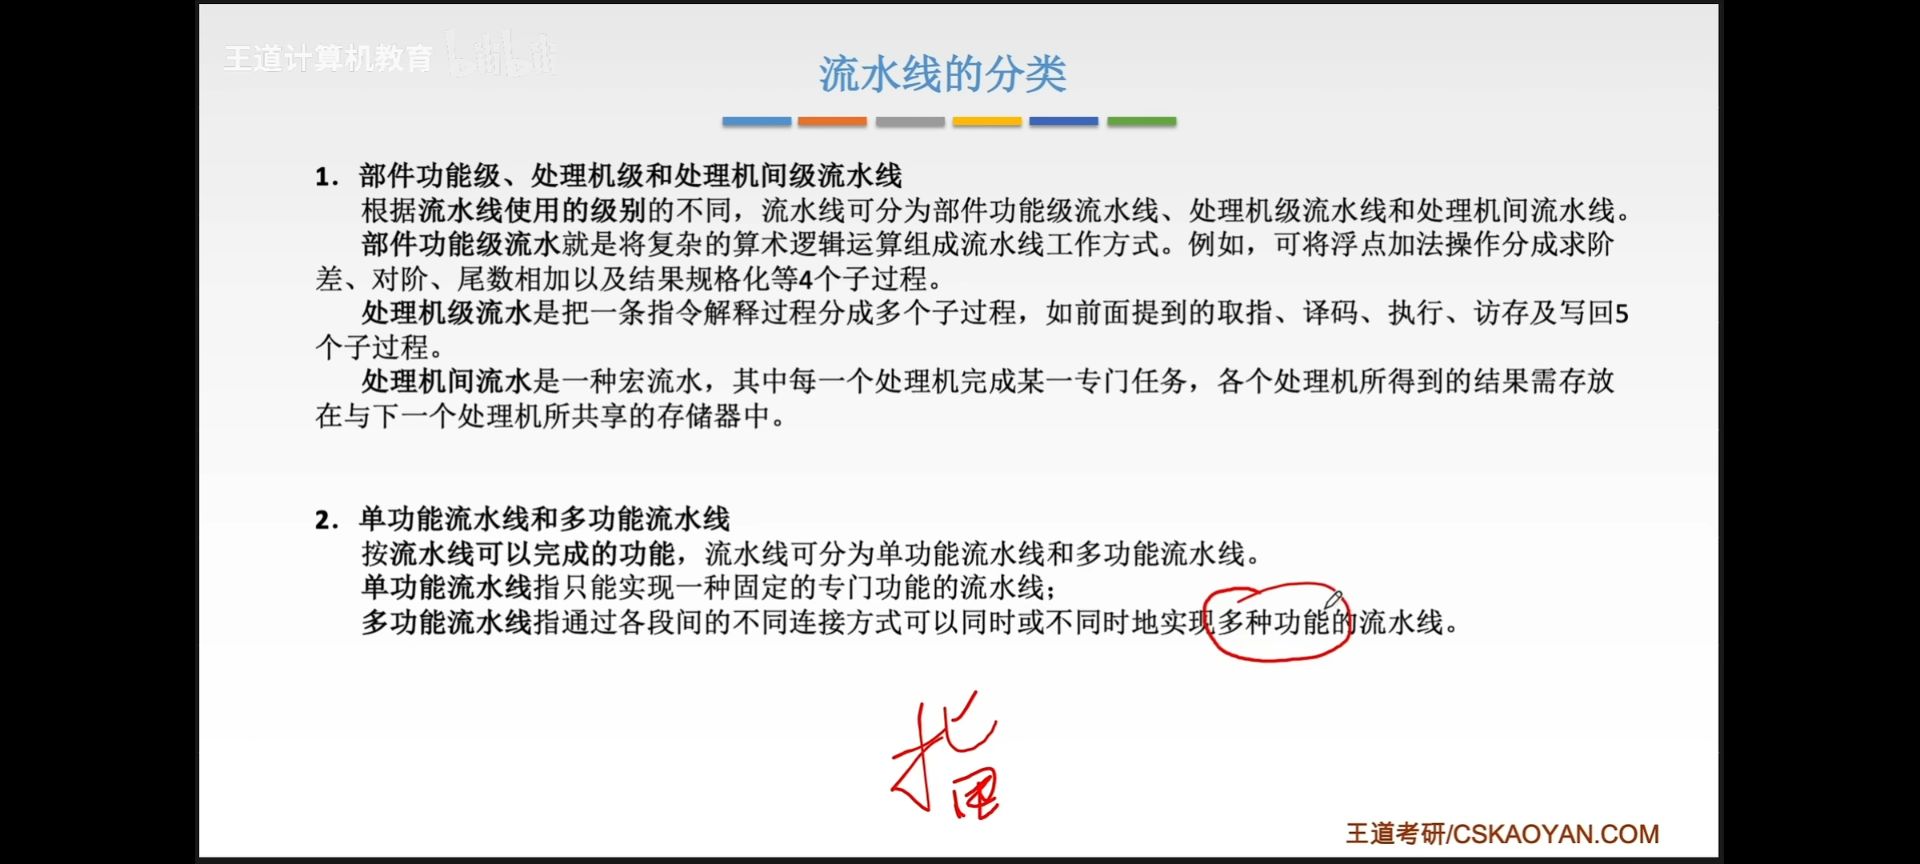 王道计算机教育 bilibili
流水线的分类
1. 部件功能级、处理机级和处理机间级流水线
根据流水线使用的级别的不同，流水线可分为部件功能级流水线、处理机级流水线和处理机间流水线。
部件功能级流水就是将复杂的算术逻辑运算组成流水线工作方式。例如，可将浮点加法操作分成求阶
差、对阶、尾数相加以及结果规格化等4个子过程。
处理机级流水是把一条指令解释过程分成多个子过程，如前面提到的取指、译码、执行、访存及写回5
个子过程。
处理机间流水是一种宏流水，其中每一个处理机完成某一专门任务，各个处理机所得到的结果需存放
在与下一个处理机所共享的存储器中。
2. 单功能流水线和多功能流水线
按流水线可以完成的功能，流水线可分为单功能流水线和多功能流水线。
单功能流水线指只能实现一种固定的专门功能的流水线；
多功能流水线指通过各段间的不同连接方式可以同时或不同时地实现多种功能的流水线。
指
王道考研/CSKAOYAN.COM